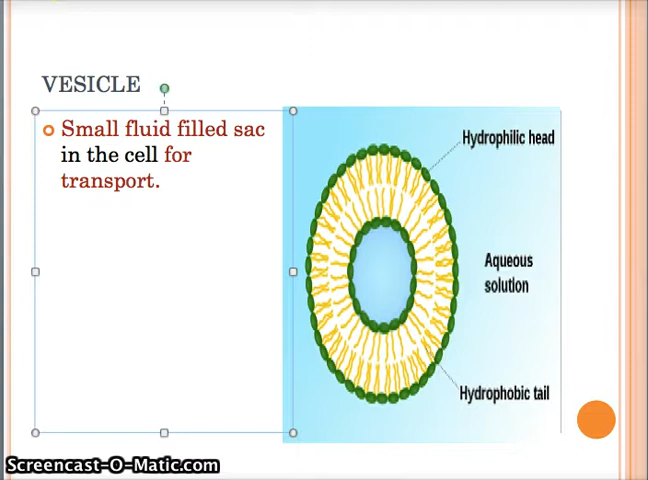 VESICLE
Small fluid filled sac
in the cell for
transport.
Hydrophilic head
Aqueous
solution
Hydrophobic tail
Screencast-O-Matic.com